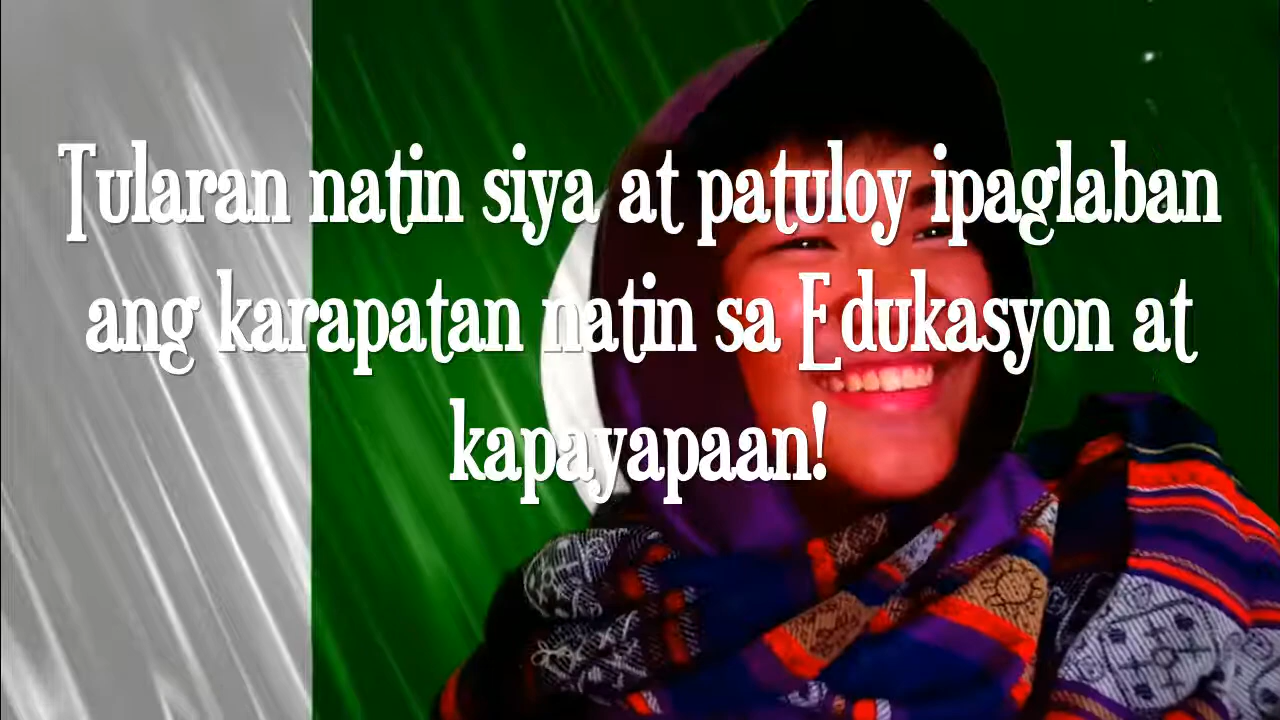 Tularan natin siya at patuloy ipaglaban
ang karapatan natin sa Edukasyon at
kapayapaan!